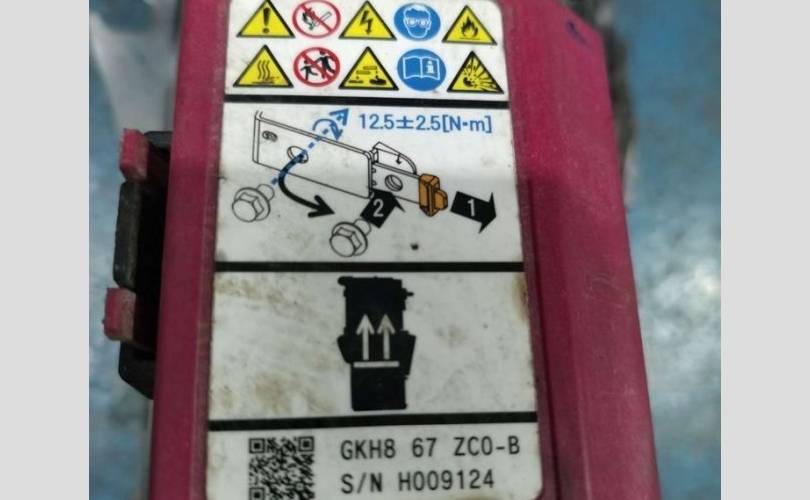 12.5±2.5[N·m]
2
1
GKH8 67 ZC0-B
S/N H009124